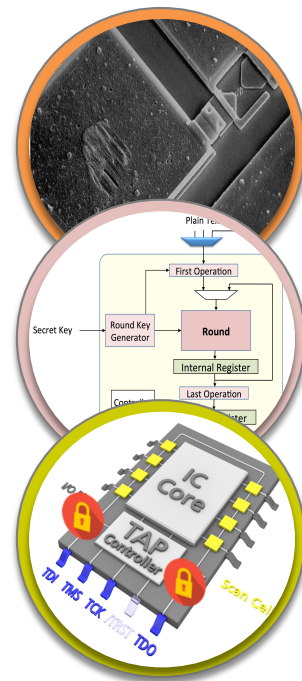 Plain Te
First Operation
Secret Key
Round Key
Generator
Round
Internal Register
Last Operation
IC
Core
I/O
TAP
Controller
TDI
TMS
TCK
/TRST
TDO
Scan Cel